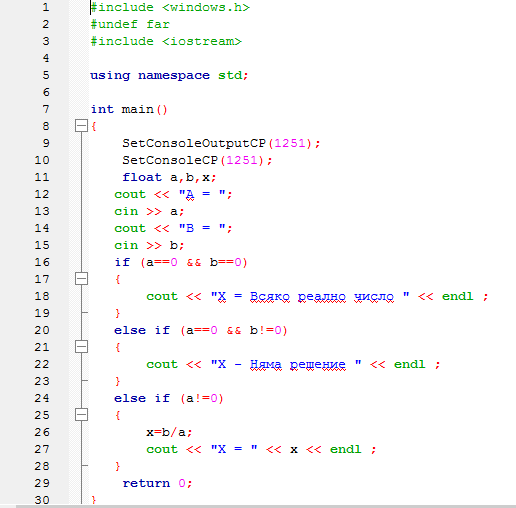 1 #include <windows.h>
2 #undef far
3 #include <iostream>
4
5 using namespace std;
6
7 int main()
8 {
9 SetConsoleOutputCP(1251);
10 SetConsoleCP(1251);
11 float a,b,x;
12 cout << "A = ";
13 cin >> a;
14 cout << "B = ";
15 cin >> b;
16 if (a==0 && b==0)
17 {
18 cout << "X = Всяко реално число " << endl ;
19 }
20 else if (a==0 && b!=0)
21 {
22 cout << "X - Няма решение " << endl ;
23 }
24 else if (a!=0)
25 {
26 x=b/a;
27 cout << "X = " << x << endl ;
28 }
29 return 0;
30 }